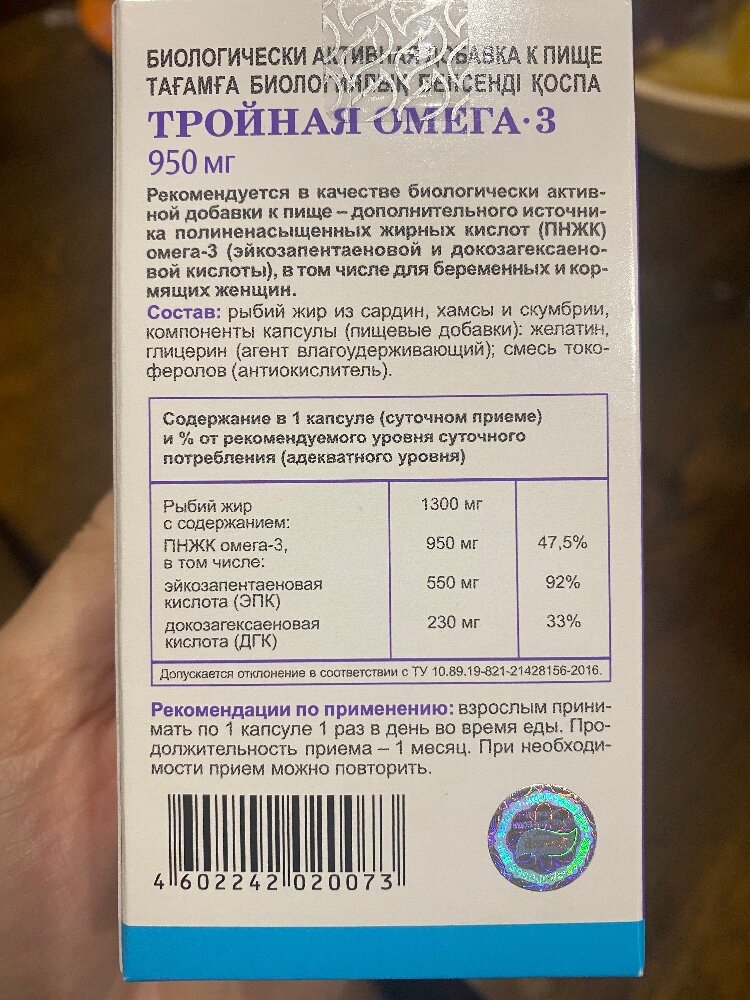 БИОЛОГИЧЕСКИ АКТИВНАЯ ДОБАВКА К ПИЩЕ
ТАҒАМҒА БИОЛОГИЯЛЫҚ БЕЛСЕНДІ ҚОСПА
ТРОЙНАЯ ОМЕГА·3
950 мг
Рекомендуется в качестве биологически актив-
ной добавки к пище – дополнительного источни-
ка полиненасыщенных жирных кислот (ПНЖК)
омега-3 (эйкозапентаеновой и докозагексаено-
вой кислоты), в том числе для беременных и кор-
мящих женщин.
Состав: рыбий жир из сардин, хамсы и скумбрии,
компоненты капсулы (пищевые добавки): желатин,
глицерин (агент влагоудерживающий); смесь токо-
феролов (антиокислитель).
Содержание в 1 капсуле (суточном приеме)
и % от рекомендуемого уровня суточного
потребления (адекватного уровня)
Рыбий жир 1300 мг
с содержанием:
ПНЖК омега-3, 950 мг 47,5%
в том числе:
эйкозапентаеновая 550 мг 92%
кислота (ЭПК)
докозагексаеновая 230 мг 33%
кислота (ДГК)
Допускается отклонение в соответствии с ТУ 10.89.19-821-21428156-2016.
Рекомендации по применению: взрослым прини-
мать по 1 капсуле 1 раз в день во время еды. Про-
должительность приема – 1 месяц. При необходи-
мости прием можно повторить.
4 602242 020073